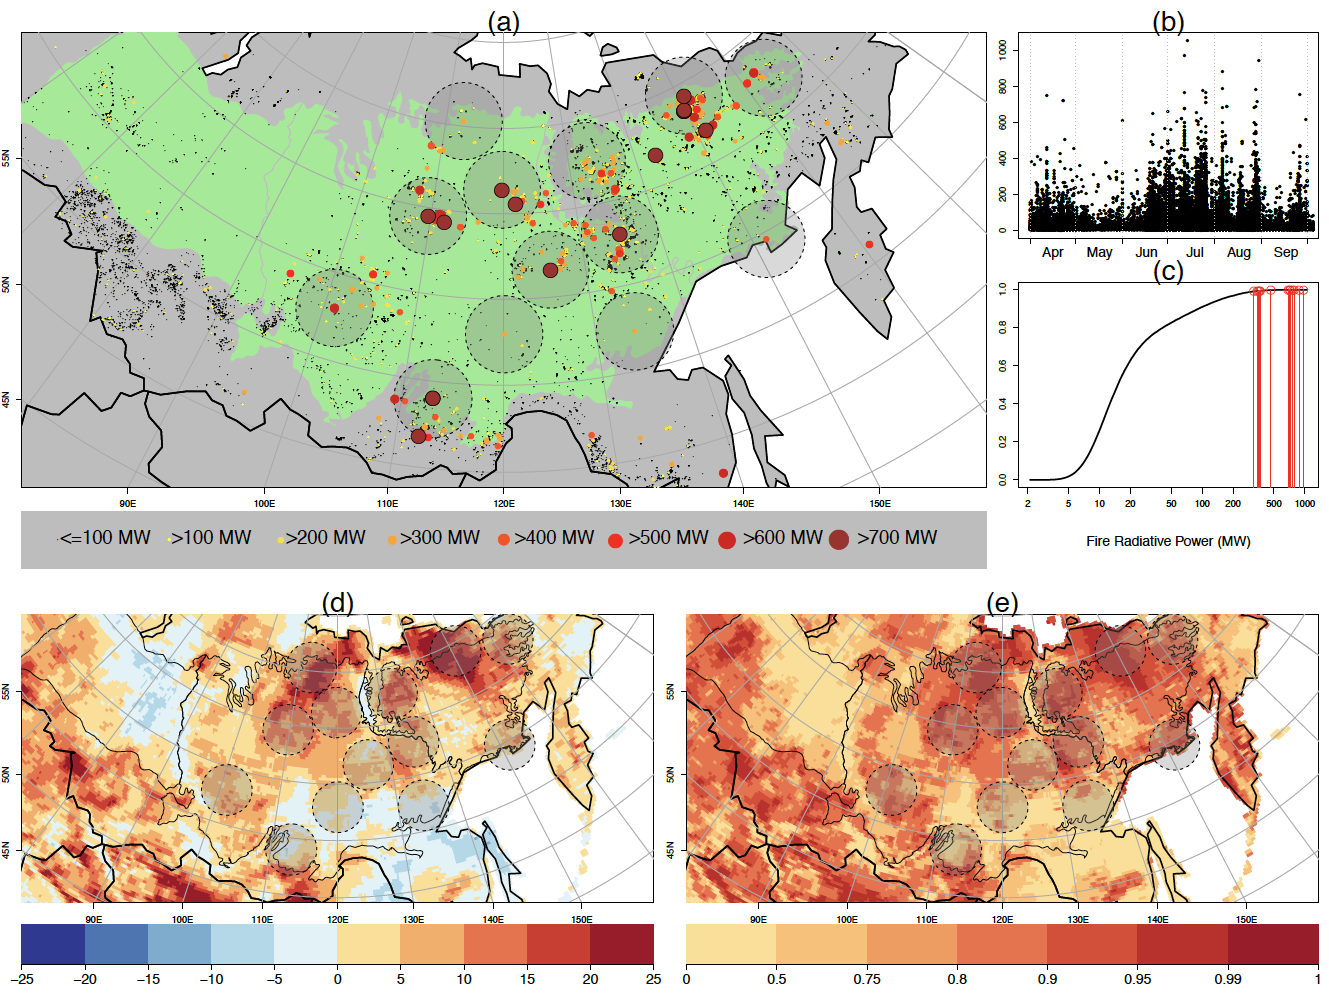 (a)
(b)
55N
50N
45N
90E 100E 110E 120E 130E 140E 150E
<=100 MW >100 MW >200 MW >300 MW >400 MW >500 MW >600 MW >700 MW
1000
800
600
400
200
0
Apr May Jun Jul Aug Sep
(c)
1.0
0.8
0.6
0.4
0.2
0.0
2 5 10 20 50 100 200 500 1000
Fire Radiative Power (MW)
(d)
55N
50N
45N
90E 100E 110E 120E 130E 140E 150E
−25 −20 −15 −10 −5 0 5 10 15 20 25
(e)
55N
50N
45N
90E 100E 110E 120E 130E 140E 150E
0 0.5 0.75 0.8 0.9 0.95 0.99 1